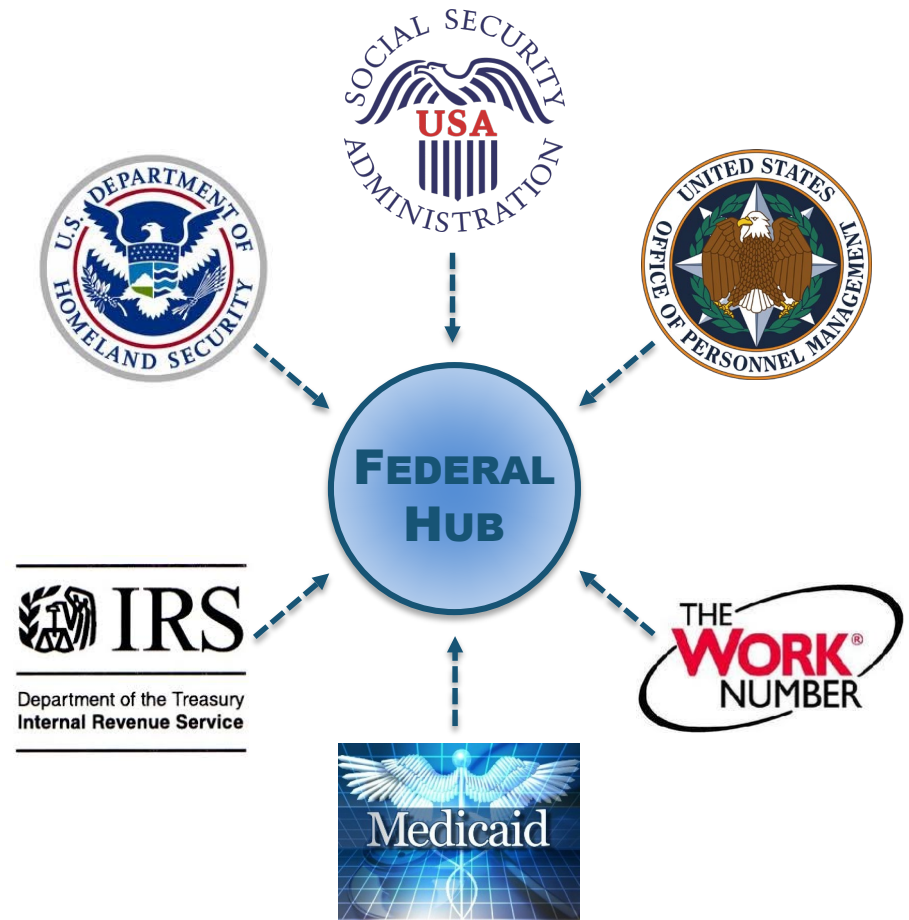 SOCIAL SECURITY
USA
ADMINISTRATION
U.S. DEPARTMENT OF
HOMELAND SECURITY
UNITED STATES
OFFICE OF PERSONNEL MANAGEMENT
FEDERAL
HUB
IRS
Department of the Treasury
Internal Revenue Service
THE
WORK®
NUMBER
Medicaid